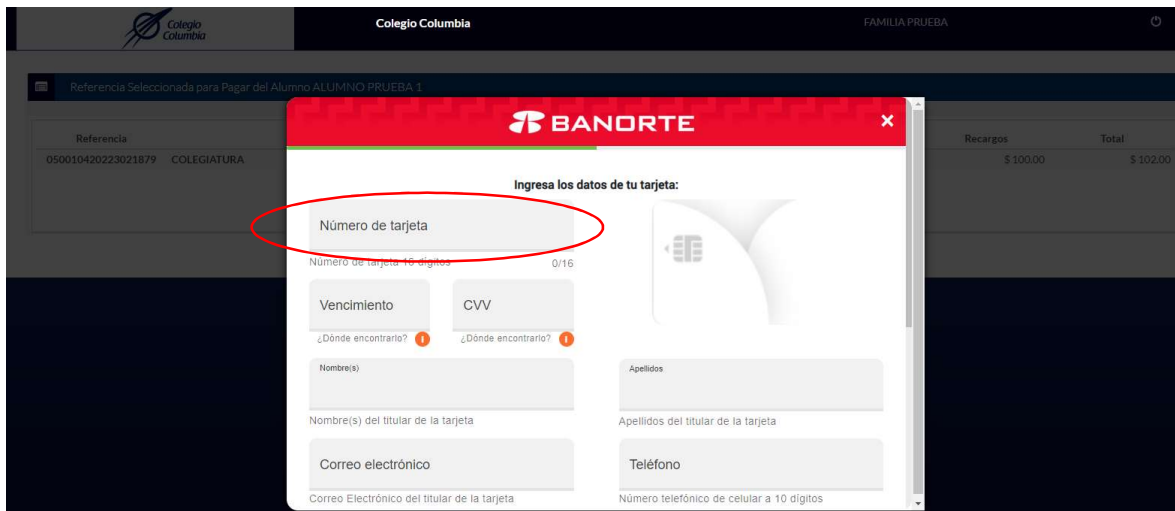 Colegio
Columbia
Colegio Columbia
FAMILIA PRUEBA
Referencia Seleccionada para Pagar del Alumno ALUMNO PRUEBA 1
BANORTE
×
Referencia
Recargos
Total
050010420223021879 COLEGIATURA
$ 100.00
$ 102.00
Ingresa los datos de tu tarjeta:
Número de tarjeta
Número de tarjeta 16 dígitos
0/16
Vencimiento
CVV
¿Dónde encontrarlo?
¿Dónde encontrarlo?
Nombre(s)
Apellidos
Nombre(s) del titular de la tarjeta
Apellidos del titular de la tarjeta
Correo electrónico
Teléfono
Correo Electrónico del titular de la tarjeta
Número telefónico de celular a 10 dígitos